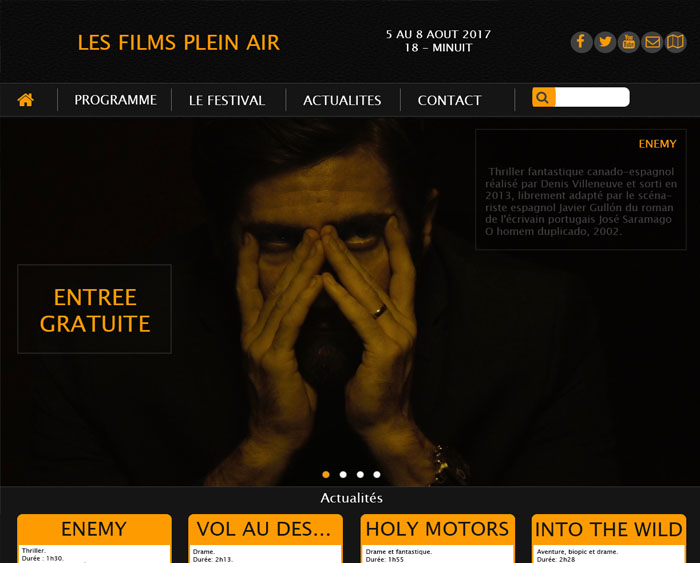 LES FILMS PLEIN AIR
5 AU 8 AOUT 2017
18 – MINUIT
PROGRAMME
LE FESTIVAL
ACTUALITES
CONTACT
ENEMY
Thriller fantastique canado-espagnol
réalisé par Denis Villeneuve et sorti en
2013, librement adapté par le scéna-
riste espagnol Javier Gullón du roman
de l'écrivain portugais José Saramago
O homem duplicado, 2002.
ENTREE
GRATUITE
Actualités
ENEMY
Thriller.
Durée : 1h30.
VOL AU DES...
Drame.
Durée: 2h13.
HOLY MOTORS
Drame et fantastique.
Durée: 1h55
INTO THE WILD
Aventure, biopic et drame.
Durée: 2h28